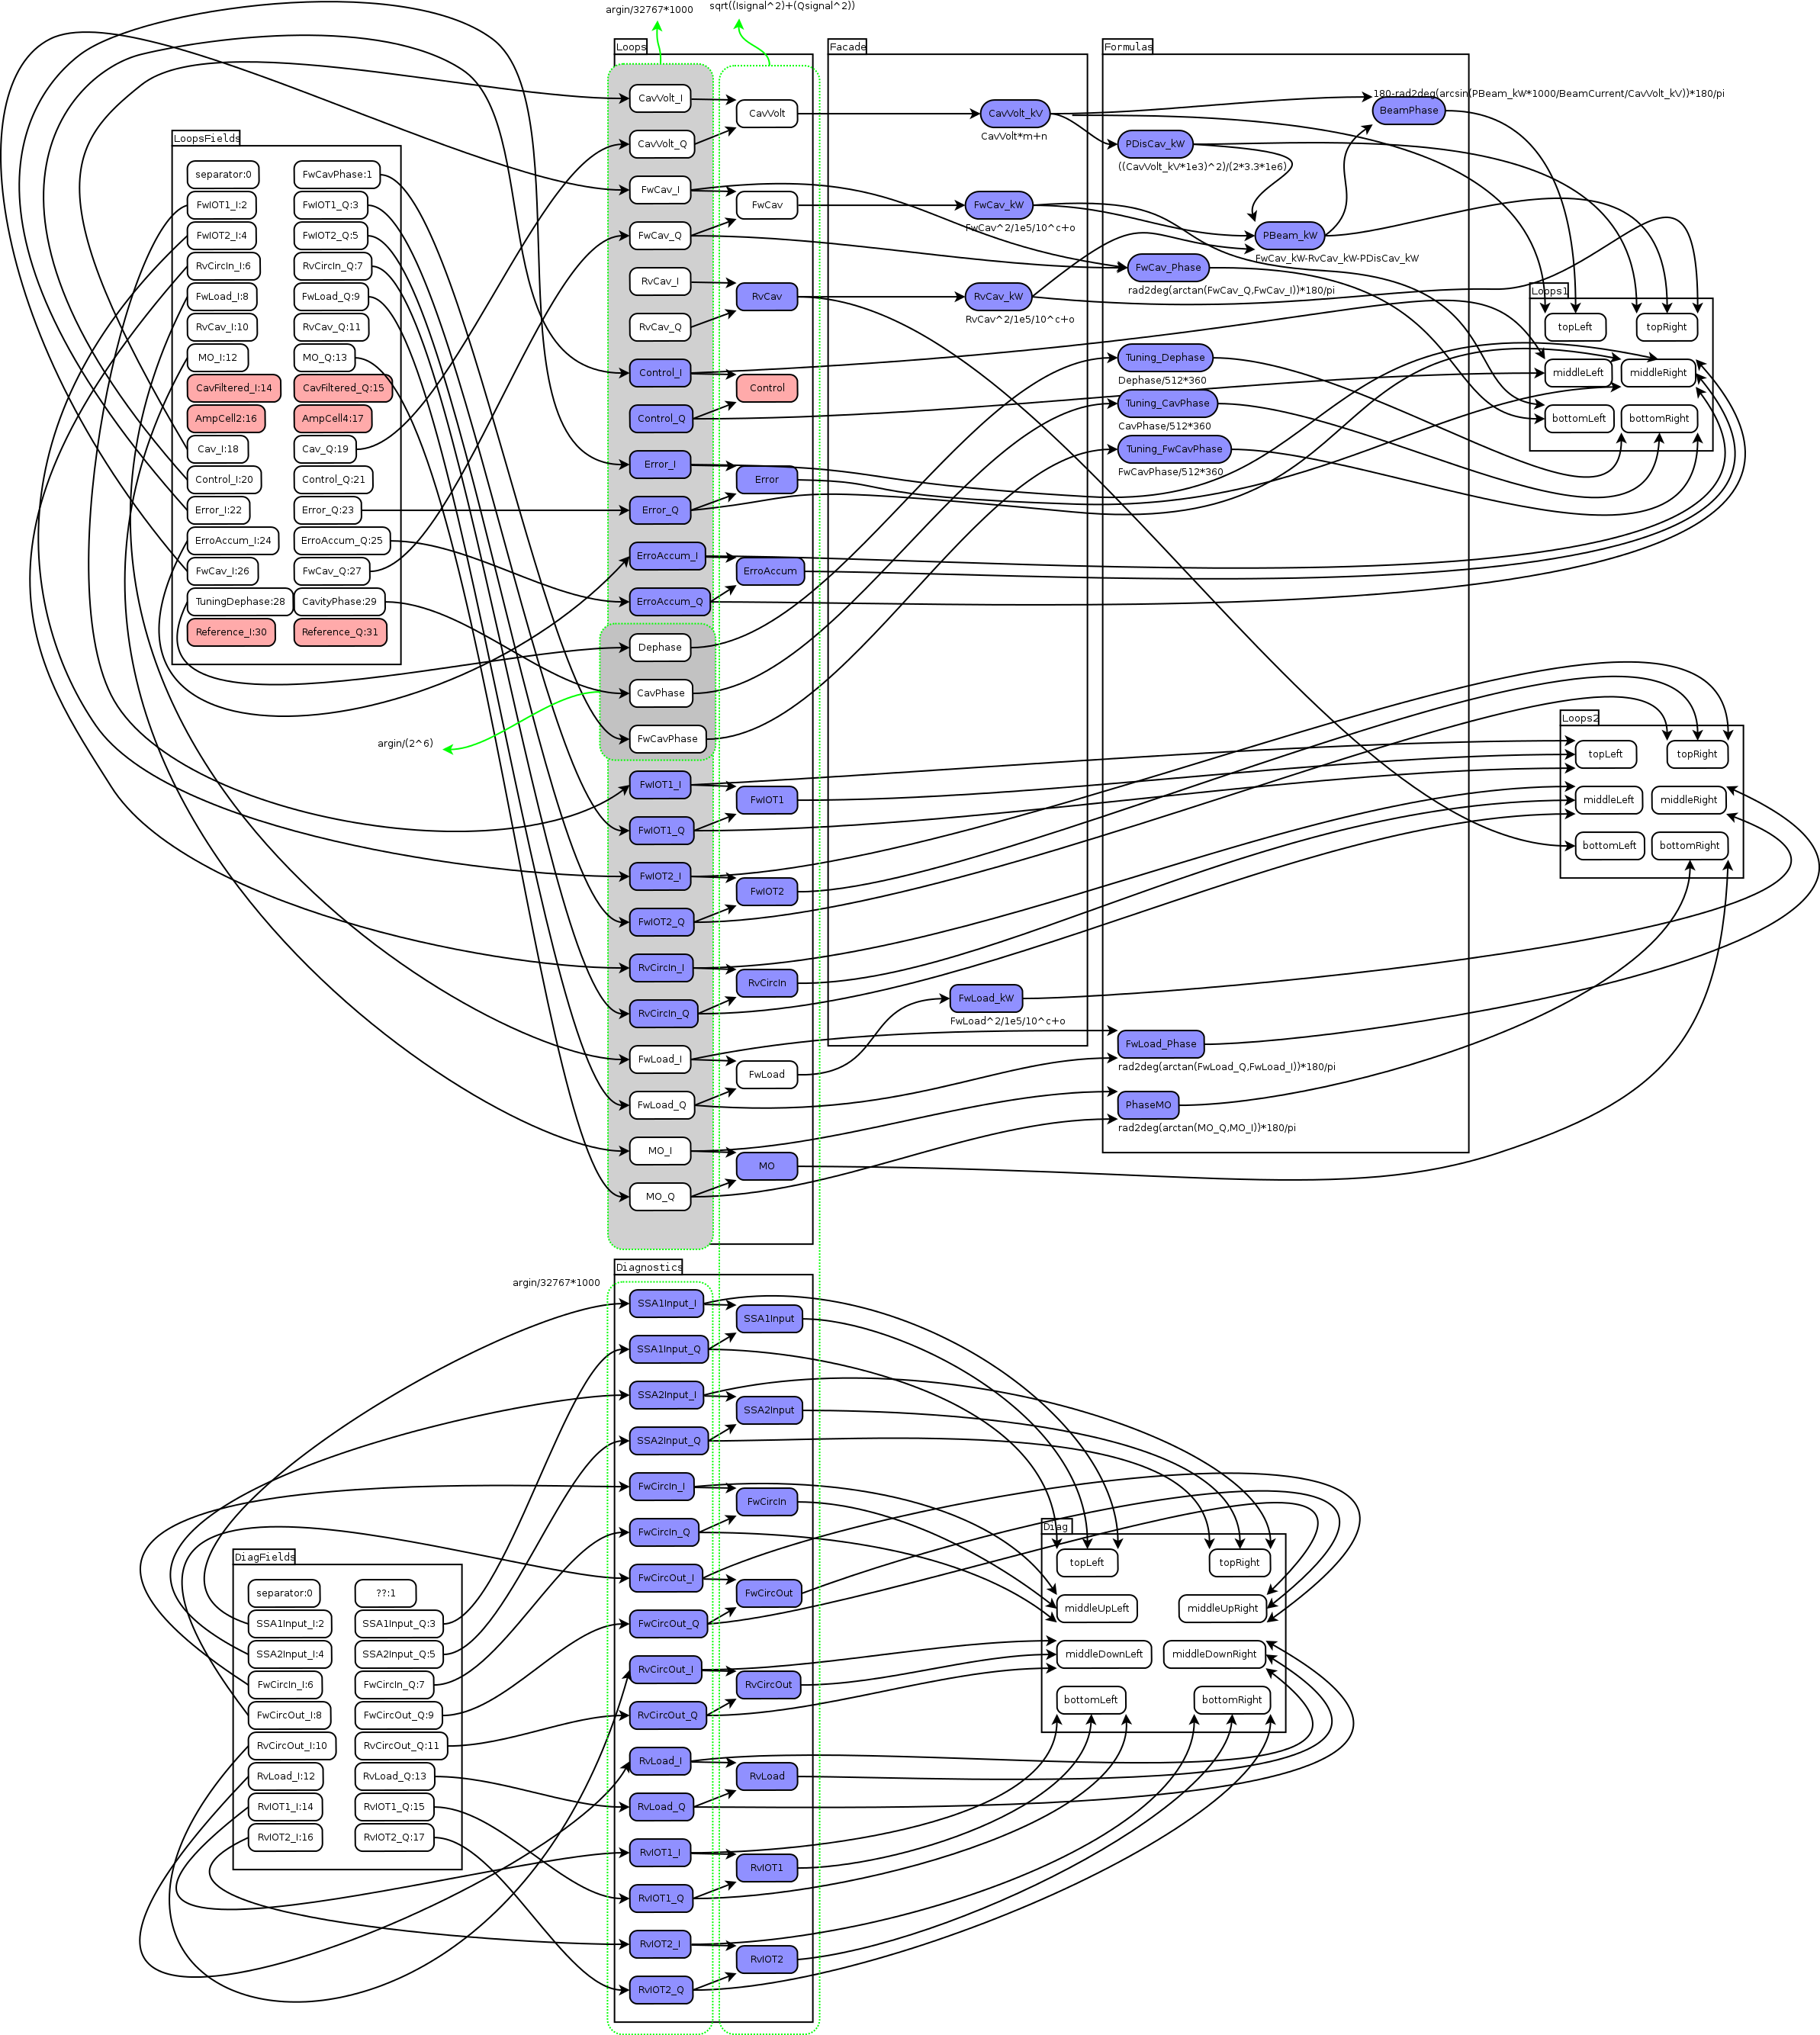 argin/32767*1000
sqrt((Isignal^2)+(Qsignal^2))
Loops
CavVolt_I
CavVolt_Q
FwCav_I
FwCav_Q
RvCav_I
RvCav_Q
Control_I
Control_Q
Error_I
Error_Q
ErroAccum_I
ErroAccum_Q
Dephase
CavPhase
FwCavPhase
FwIOT1_I
FwIOT1_Q
FwIOT2_I
FwIOT2_Q
RvCircIn_I
RvCircIn_Q
FwLoad_I
FwLoad_Q
MO_I
MO_Q
CavVolt
FwCav
RvCav
Control
Error
ErroAccum
FwIOT1
FwIOT2
RvCircIn
FwLoad
MO
argin/(2^6)
LoopsFields
separator:0 FwCavPhase:1
FwIOT1_I:2 FwIOT1_Q:3
FwIOT2_I:4 FwIOT2_Q:5
RvCircIn_I:6 RvCircIn_Q:7
FwLoad_I:8 FwLoad_Q:9
RvCav_I:10 RvCav_Q:11
MO_I:12 MO_Q:13
CavFiltered_I:14 CavFiltered_Q:15
AmpCell2:16 AmpCell4:17
Cav_I:18 Cav_Q:19
Control_I:20 Control_Q:21
Error_I:22 Error_Q:23
ErroAccum_I:24 ErroAccum_Q:25
FwCav_I:26 FwCav_Q:27
TuningDephase:28 CavityPhase:29
Reference_I:30 Reference_Q:31
Facade
CavVolt_kV
CavVolt*m+n
FwCav_kW
FwCav^2/1e5/10^c+o
RvCav_kW
RvCav^2/1e5/10^c+o
FwLoad_kW
FwLoad^2/1e5/10^c+o
Formulas
180-rad2deg(arcsin(PBeam_kW*1000/BeamCurrent/CavVolt_kV))*180/pi
BeamPhase
PDisCav_kW
((CavVolt_kV*1e3)^2)/(2*3.3*1e6)
PBeam_kW
FwCav_kW-RvCav_kW-PDisCav_kW
FwCav_Phase
rad2deg(arctan(FwCav_Q,FwCav_I))*180/pi
Tuning_Dephase
Dephase/512*360
Tuning_CavPhase
CavPhase/512*360
Tuning_FwCavPhase
FwCavPhase/512*360
FwLoad_Phase
rad2deg(arctan(FwLoad_Q,FwLoad_I))*180/pi
PhaseMO
rad2deg(arctan(MO_Q,MO_I))*180/pi
Loops1
topLeft topRight
middleLeft middleRight
bottomLeft bottomRight
Loops2
topLeft topRight
middleLeft middleRight
bottomLeft bottomRight
Diagnostics
argin/32767*1000
SSA1Input_I
SSA1Input_Q
SSA2Input_I
SSA2Input_Q
FwCircIn_I
FwCircIn_Q
FwCircOut_I
FwCircOut_Q
RvCircOut_I
RvCircOut_Q
RvLoad_I
RvLoad_Q
RvIOT1_I
RvIOT1_Q
RvIOT2_I
RvIOT2_Q
SSA1Input
SSA2Input
FwCircIn
FwCircOut
RvCircOut
RvLoad
RvIOT1
RvIOT2
DiagFields
separator:0 ??:1
SSA1Input_I:2 SSA1Input_Q:3
SSA2Input_I:4 SSA2Input_Q:5
FwCircIn_I:6 FwCircIn_Q:7
FwCircOut_I:8 FwCircOut_Q:9
RvCircOut_I:10 RvCircOut_Q:11
RvLoad_I:12 RvLoad_Q:13
RvIOT1_I:14 RvIOT1_Q:15
RvIOT2_I:16 RvIOT2_Q:17
Diag
topLeft topRight
middleUpLeft middleUpRight
middleDownLeft middleDownRight
bottomLeft bottomRight